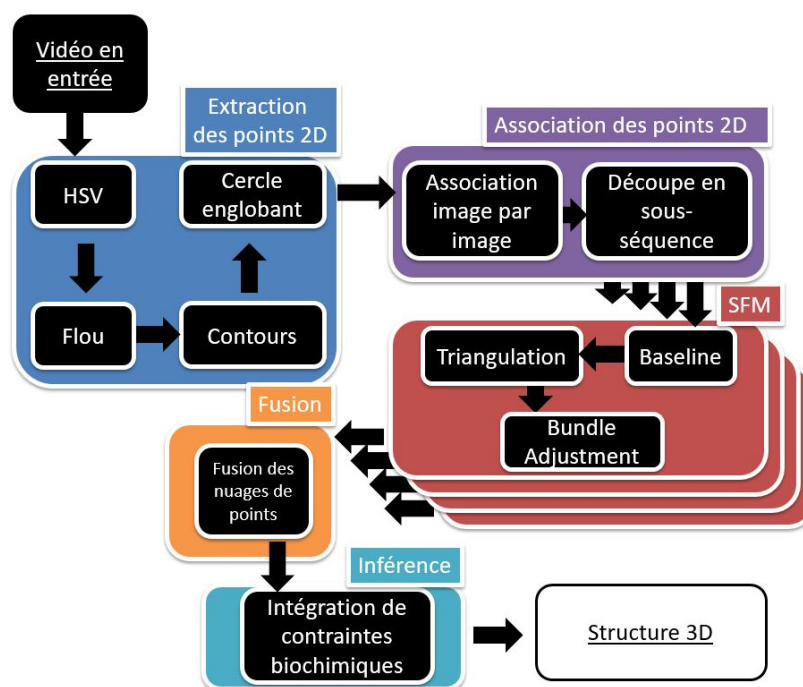 Vidéo en
entrée
Extraction
des points 2D
HSV
Cercle
englobant
Flou
Contours
Association des points 2D
Association
image par
image
Découpe en
sous-
séquence
SFM
Triangulation
Baseline
Bundle
Adjustment
Fusion
Fusion des
nuages de
points
Inférence
Intégration de
contraintes
biochimiques
Structure 3D